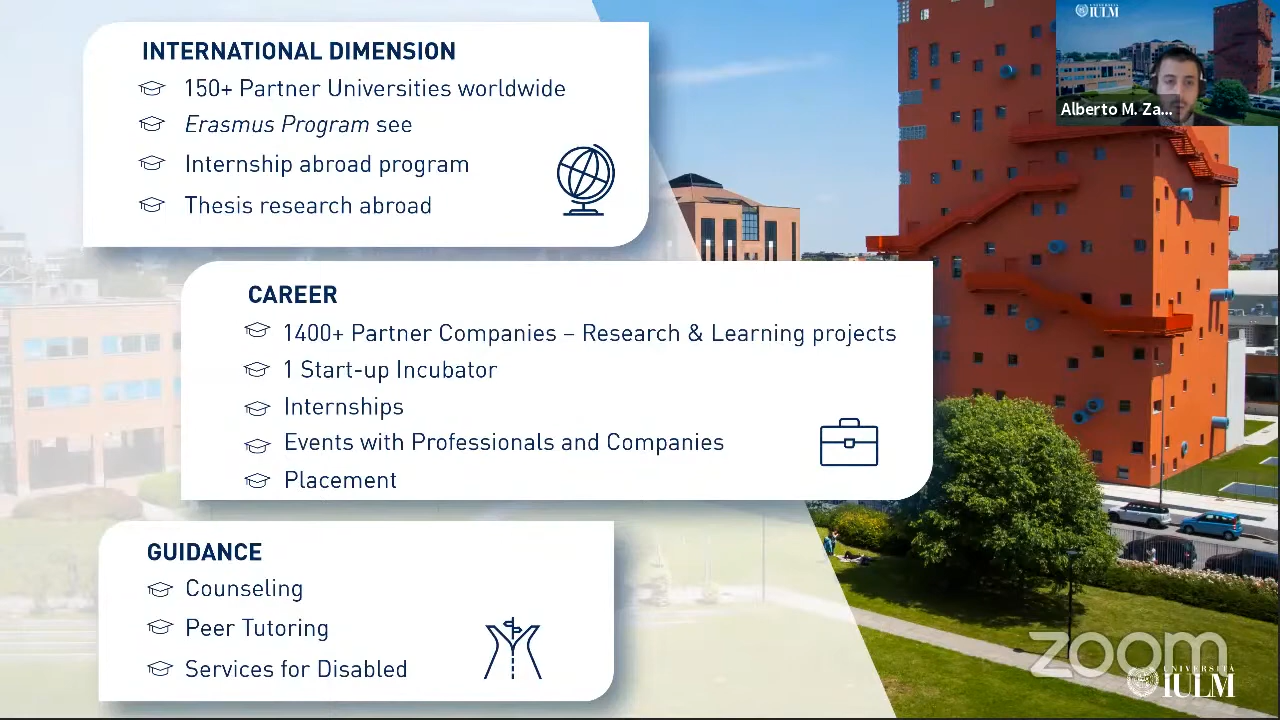 INTERNATIONAL DIMENSION
150+ Partner Universities worldwide
Erasmus Program see
Internship abroad program
Thesis research abroad
CAREER
1400+ Partner Companies – Research & Learning projects
1 Start-up Incubator
Internships
Events with Professionals and Companies
Placement
GUIDANCE
Counseling
Peer Tutoring
Services for Disabled
UNIVERSITÀ
IULM
Alberto M. Za...
zoom
UNIVERSITÀ
IULM